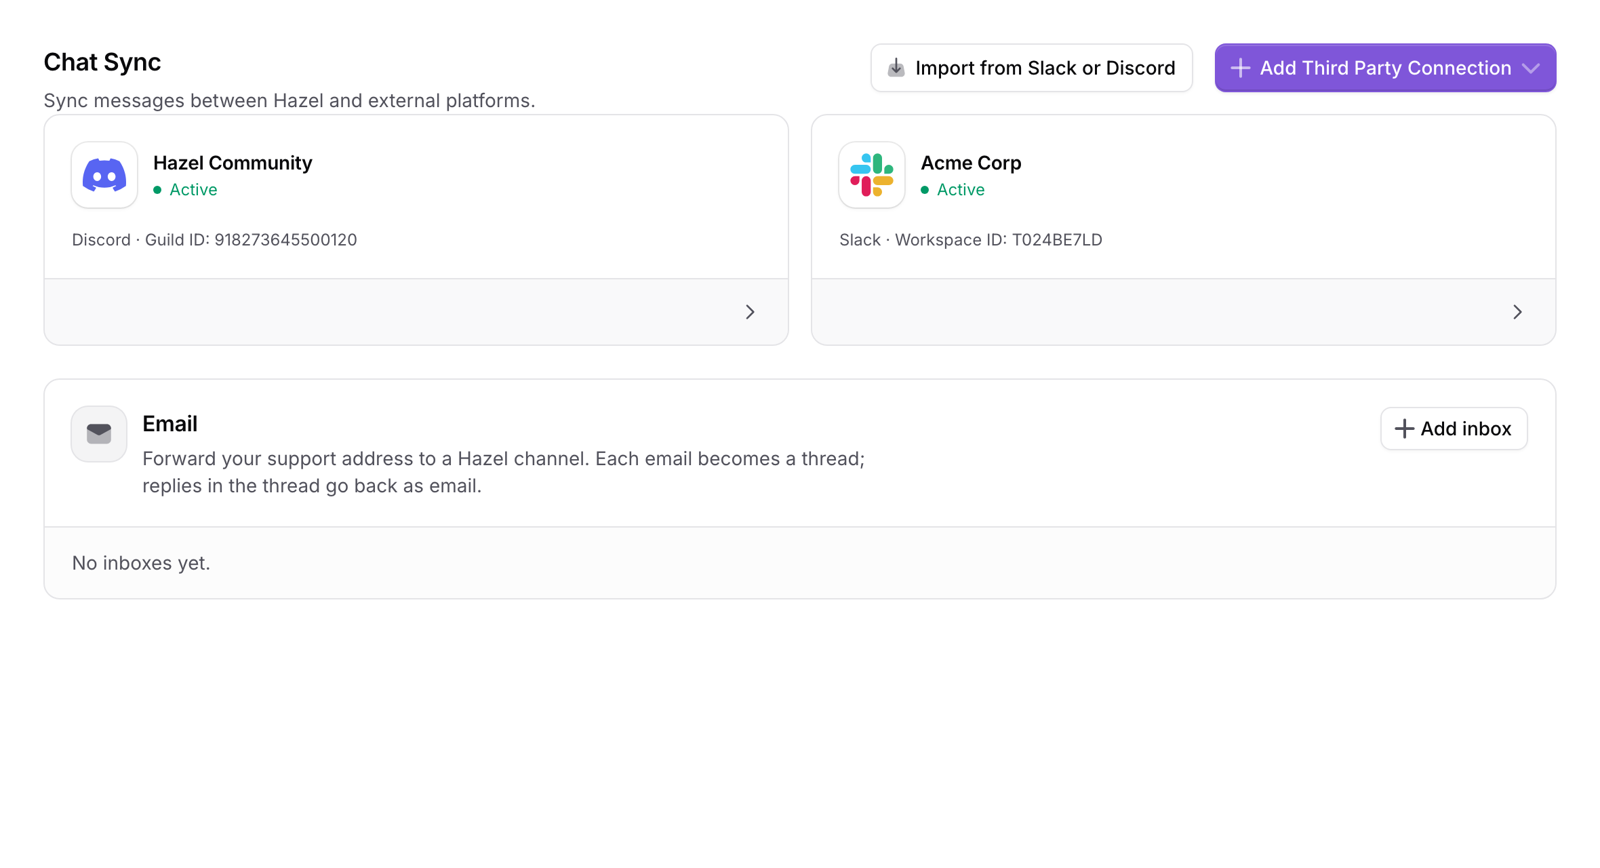 Chat Sync
Sync messages between Hazel and external platforms.
Import from Slack or Discord
Add Third Party Connection
Hazel Community
Active
Discord · Guild ID: 918273645500120
Acme Corp
Active
Slack · Workspace ID: T024BE7LD
Email
Forward your support address to a Hazel channel. Each email becomes a thread;
replies in the thread go back as email.
Add inbox
No inboxes yet.